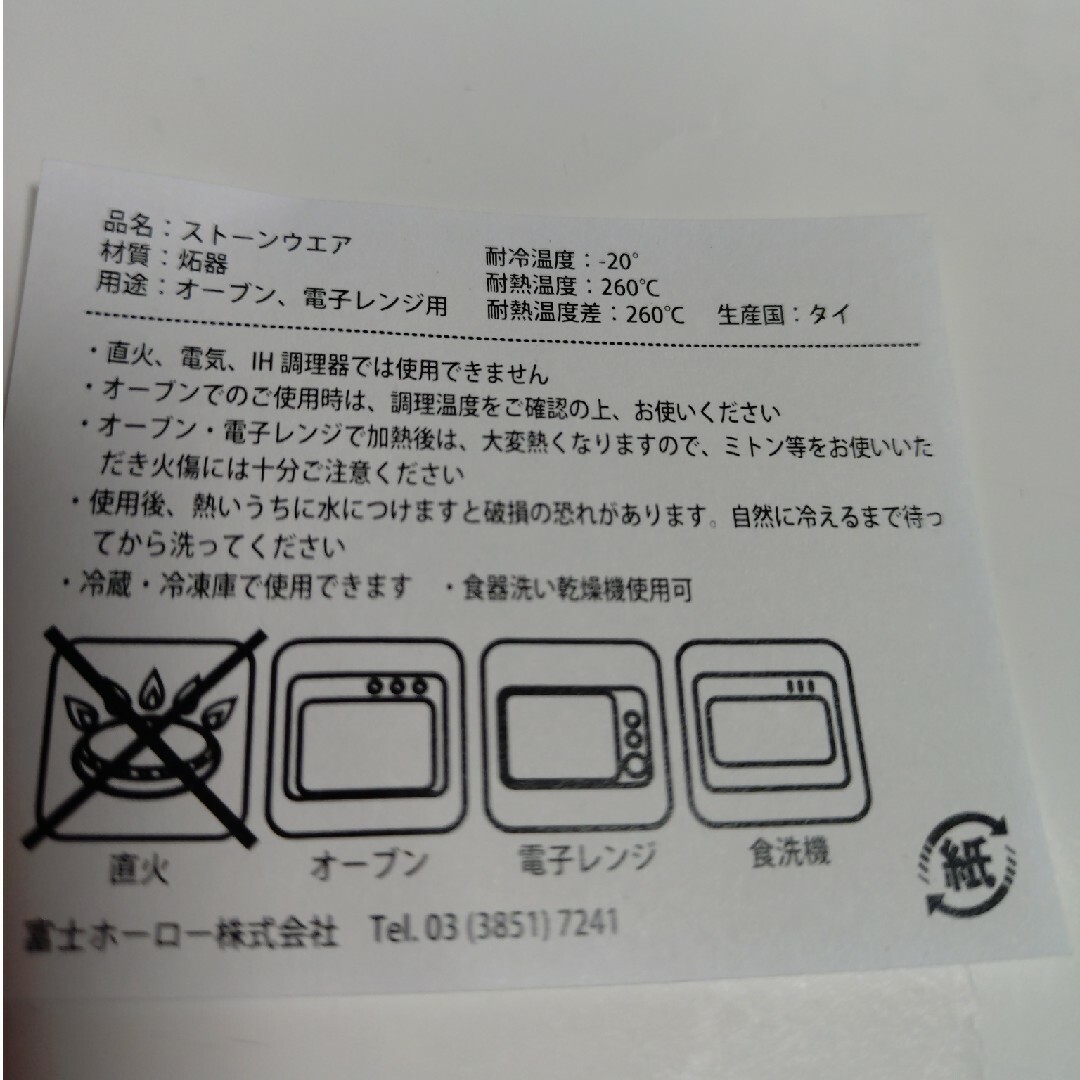 品名：ストーンウエア
材質：炻器
用途：オーブン、電子レンジ用
耐冷温度：-20°
耐熱温度：260℃
耐熱温度差：260℃　生産国：タイ
・直火、電気、IH 調理器では使用できません
・オーブンでのご使用時は、調理温度をご確認の上、お使いください
・オーブン・電子レンジで加熱後は、大変熱くなりますので、ミトン等をお使いいた
だき火傷には十分ご注意ください
・使用後、熱いうちに水につけますと破損の恐れがあります。自然に冷えるまで待っ
てから洗ってください
・冷蔵・冷凍庫で使用できます　・食器洗い乾燥機使用可
直火　オーブン　電子レンジ　食洗機
紙
富士ホーロー株式会社　Tel. 03 (3851) 7241